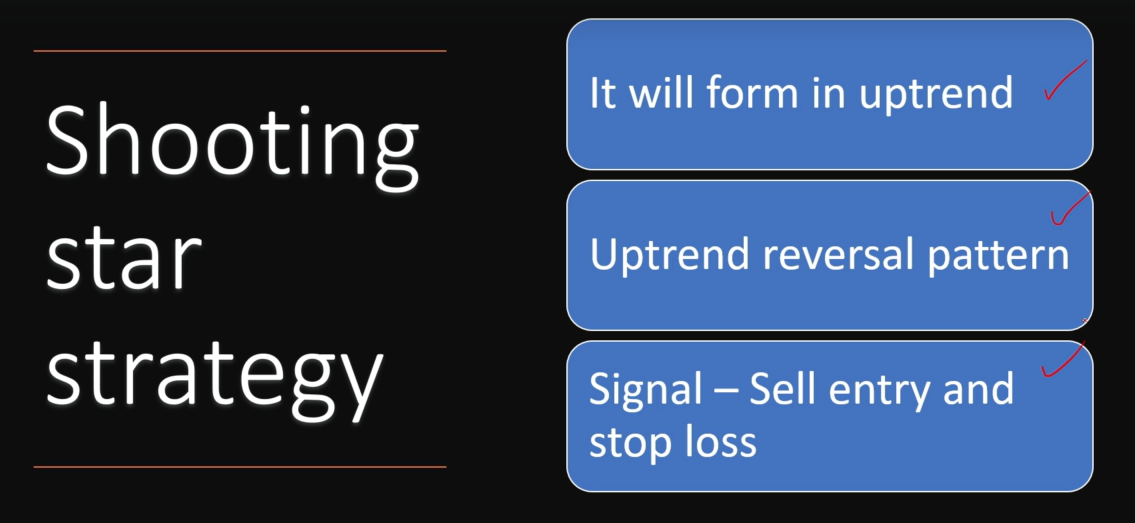 Shooting
star
strategy
It will form in uptrend
Uptrend reversal pattern
Signal – Sell entry and
stop loss